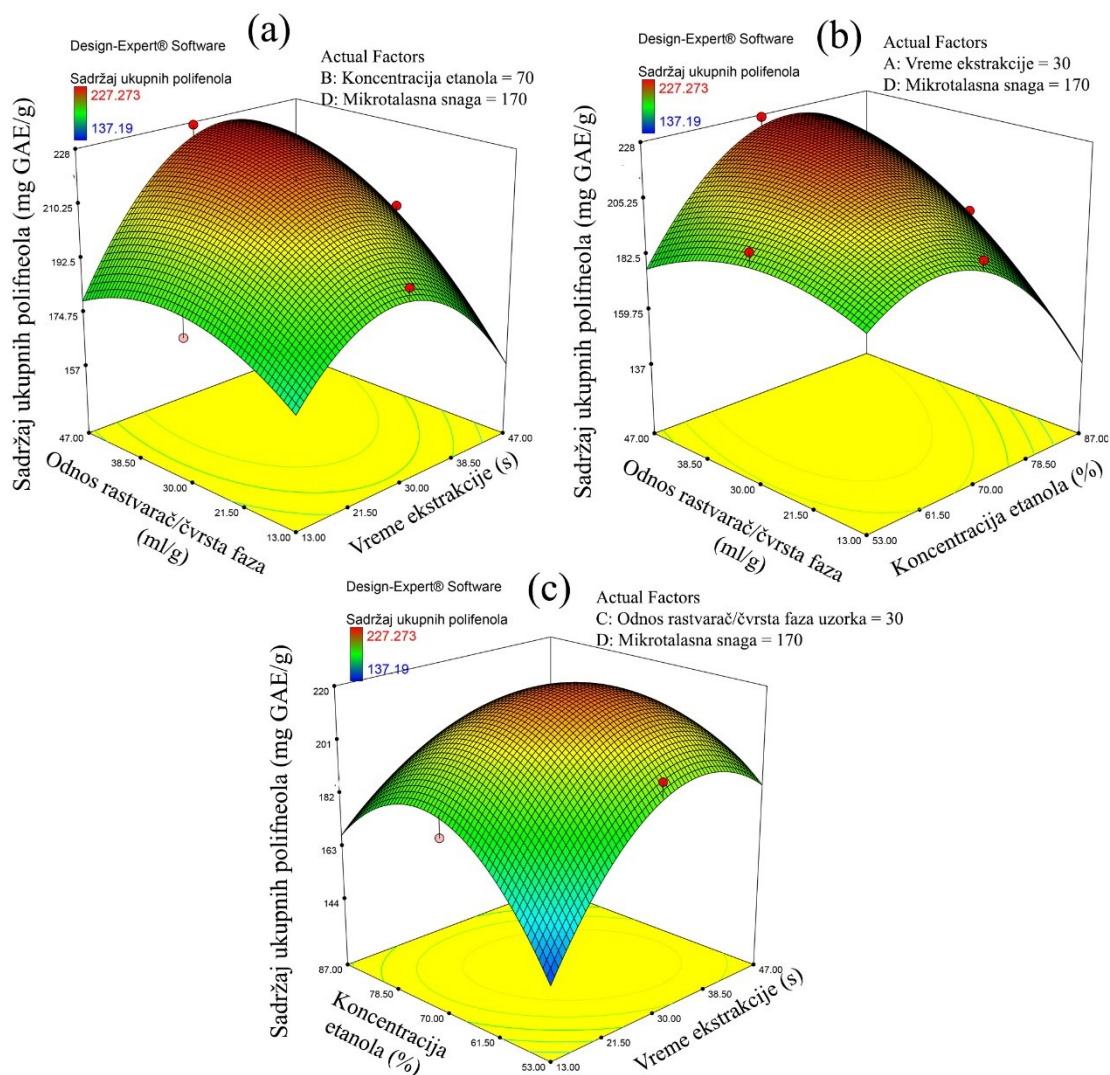 (a)
Design-Expert® Software
Sadržaj ukupnih polifenola
227.273
137.19
Actual Factors
B: Koncentracija etanola = 70
D: Mikrotalasna snaga = 170
Sadržaj ukupnih polifneola (mg GAE/g)
228
210.25
192.5
174.75
157
47.00
38.50
30.00
21.50
13.00
Odnos rastvarač/čvrsta faza
(ml/g)
13.00
21.50
30.00
38.50
47.00
Vreme ekstrakcije (s)
(b)
Design-Expert® Software
Sadržaj ukupnih polifenola
227.273
137.19
Actual Factors
A: Vreme ekstrakcije = 30
D: Mikrotalasna snaga = 170
Sadržaj ukupnih polifneola (mg GAE/g)
228
205.25
182.5
159.75
137
47.00
38.50
30.00
21.50
13.00
Odnos rastvarač/čvrsta faza
(ml/g)
53.00
61.50
70.00
78.50
87.00
Koncentracija etanola (%)
(c)
Design-Expert® Software
Sadržaj ukupnih polifenola
227.273
137.19
Actual Factors
C: Odnos rastvarač/čvrsta faza uzorka = 30
D: Mikrotalasna snaga = 170
Sadržaj ukupnih polifneola (mg GAE/g)
220
201
182
163
144
87.00
78.50
70.00
61.50
53.00
Koncentracija
etanola (%)
13.00
21.50
30.00
38.50
47.00
Vreme ekstrakcije (s)